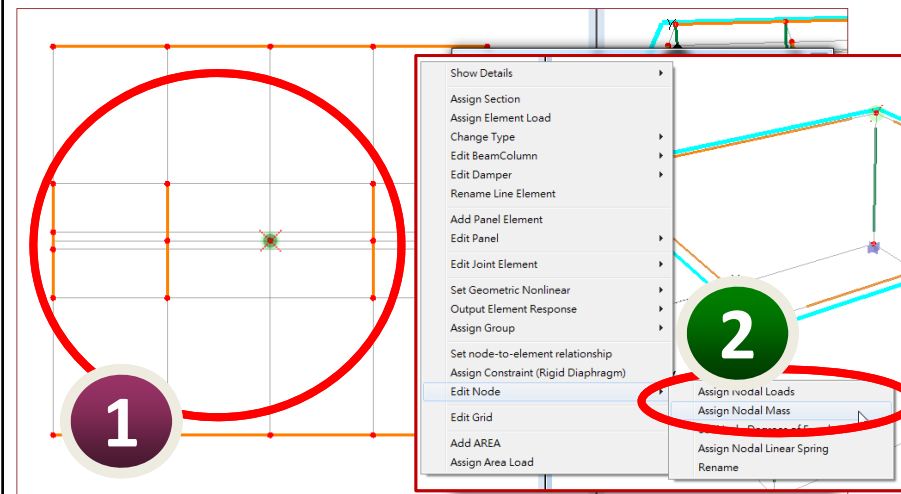 Show Details
Assign Section
Assign Element Load
Change Type
Edit BeamColumn
Edit Damper
Rename Line Element
Add Panel Element
Edit Panel
Edit Joint Element
Set Geometric Nonlinear
Output Element Response
Assign Group
Set node-to-element relationship
Assign Constraint (Rigid Diaphragm)
Edit Node
Edit Grid
Add AREA
Assign Area Load
Assign Nodal Loads
Assign Nodal Mass
Assign Nodal Linear Spring
Rename
1
2